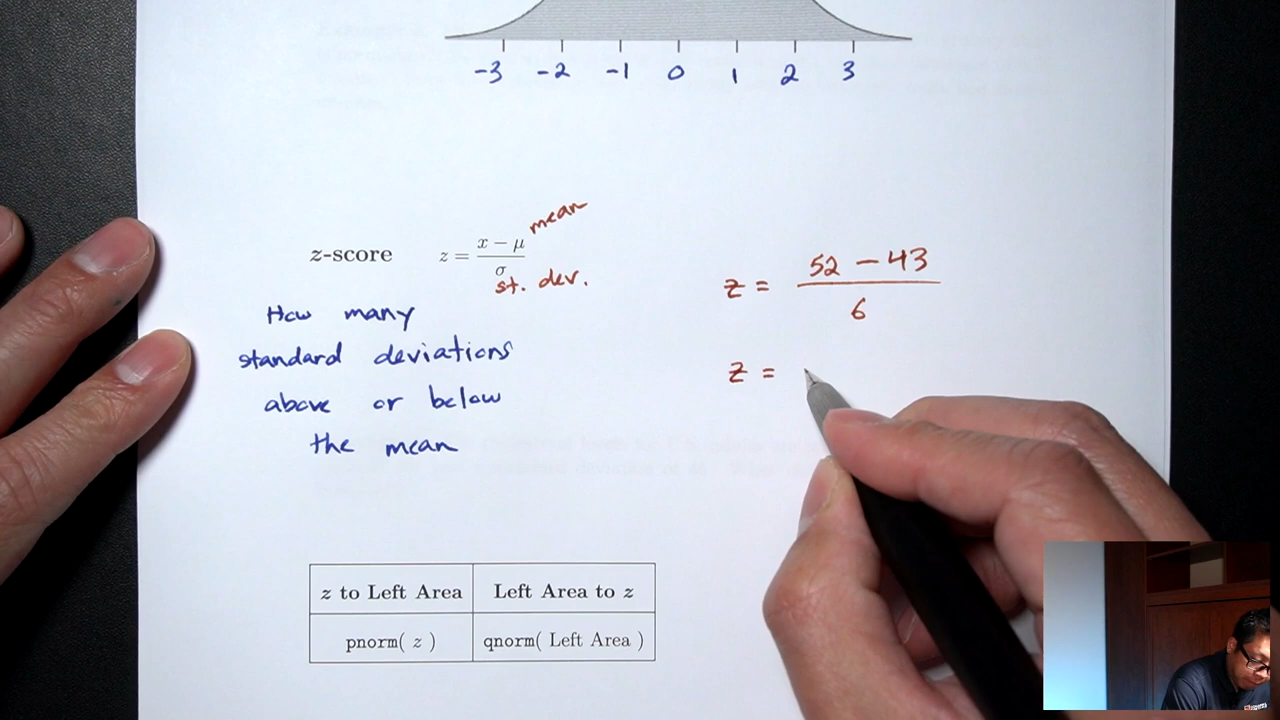 -3 -2 -1 0 1 2 3
mean
z-score z = x − μ / σ
st. dev.
How many
standard deviations
above or below
the mean
z = 52 − 43 / 6
z =
z to Left Area Left Area to z
pnorm( z ) qnorm( Left Area )